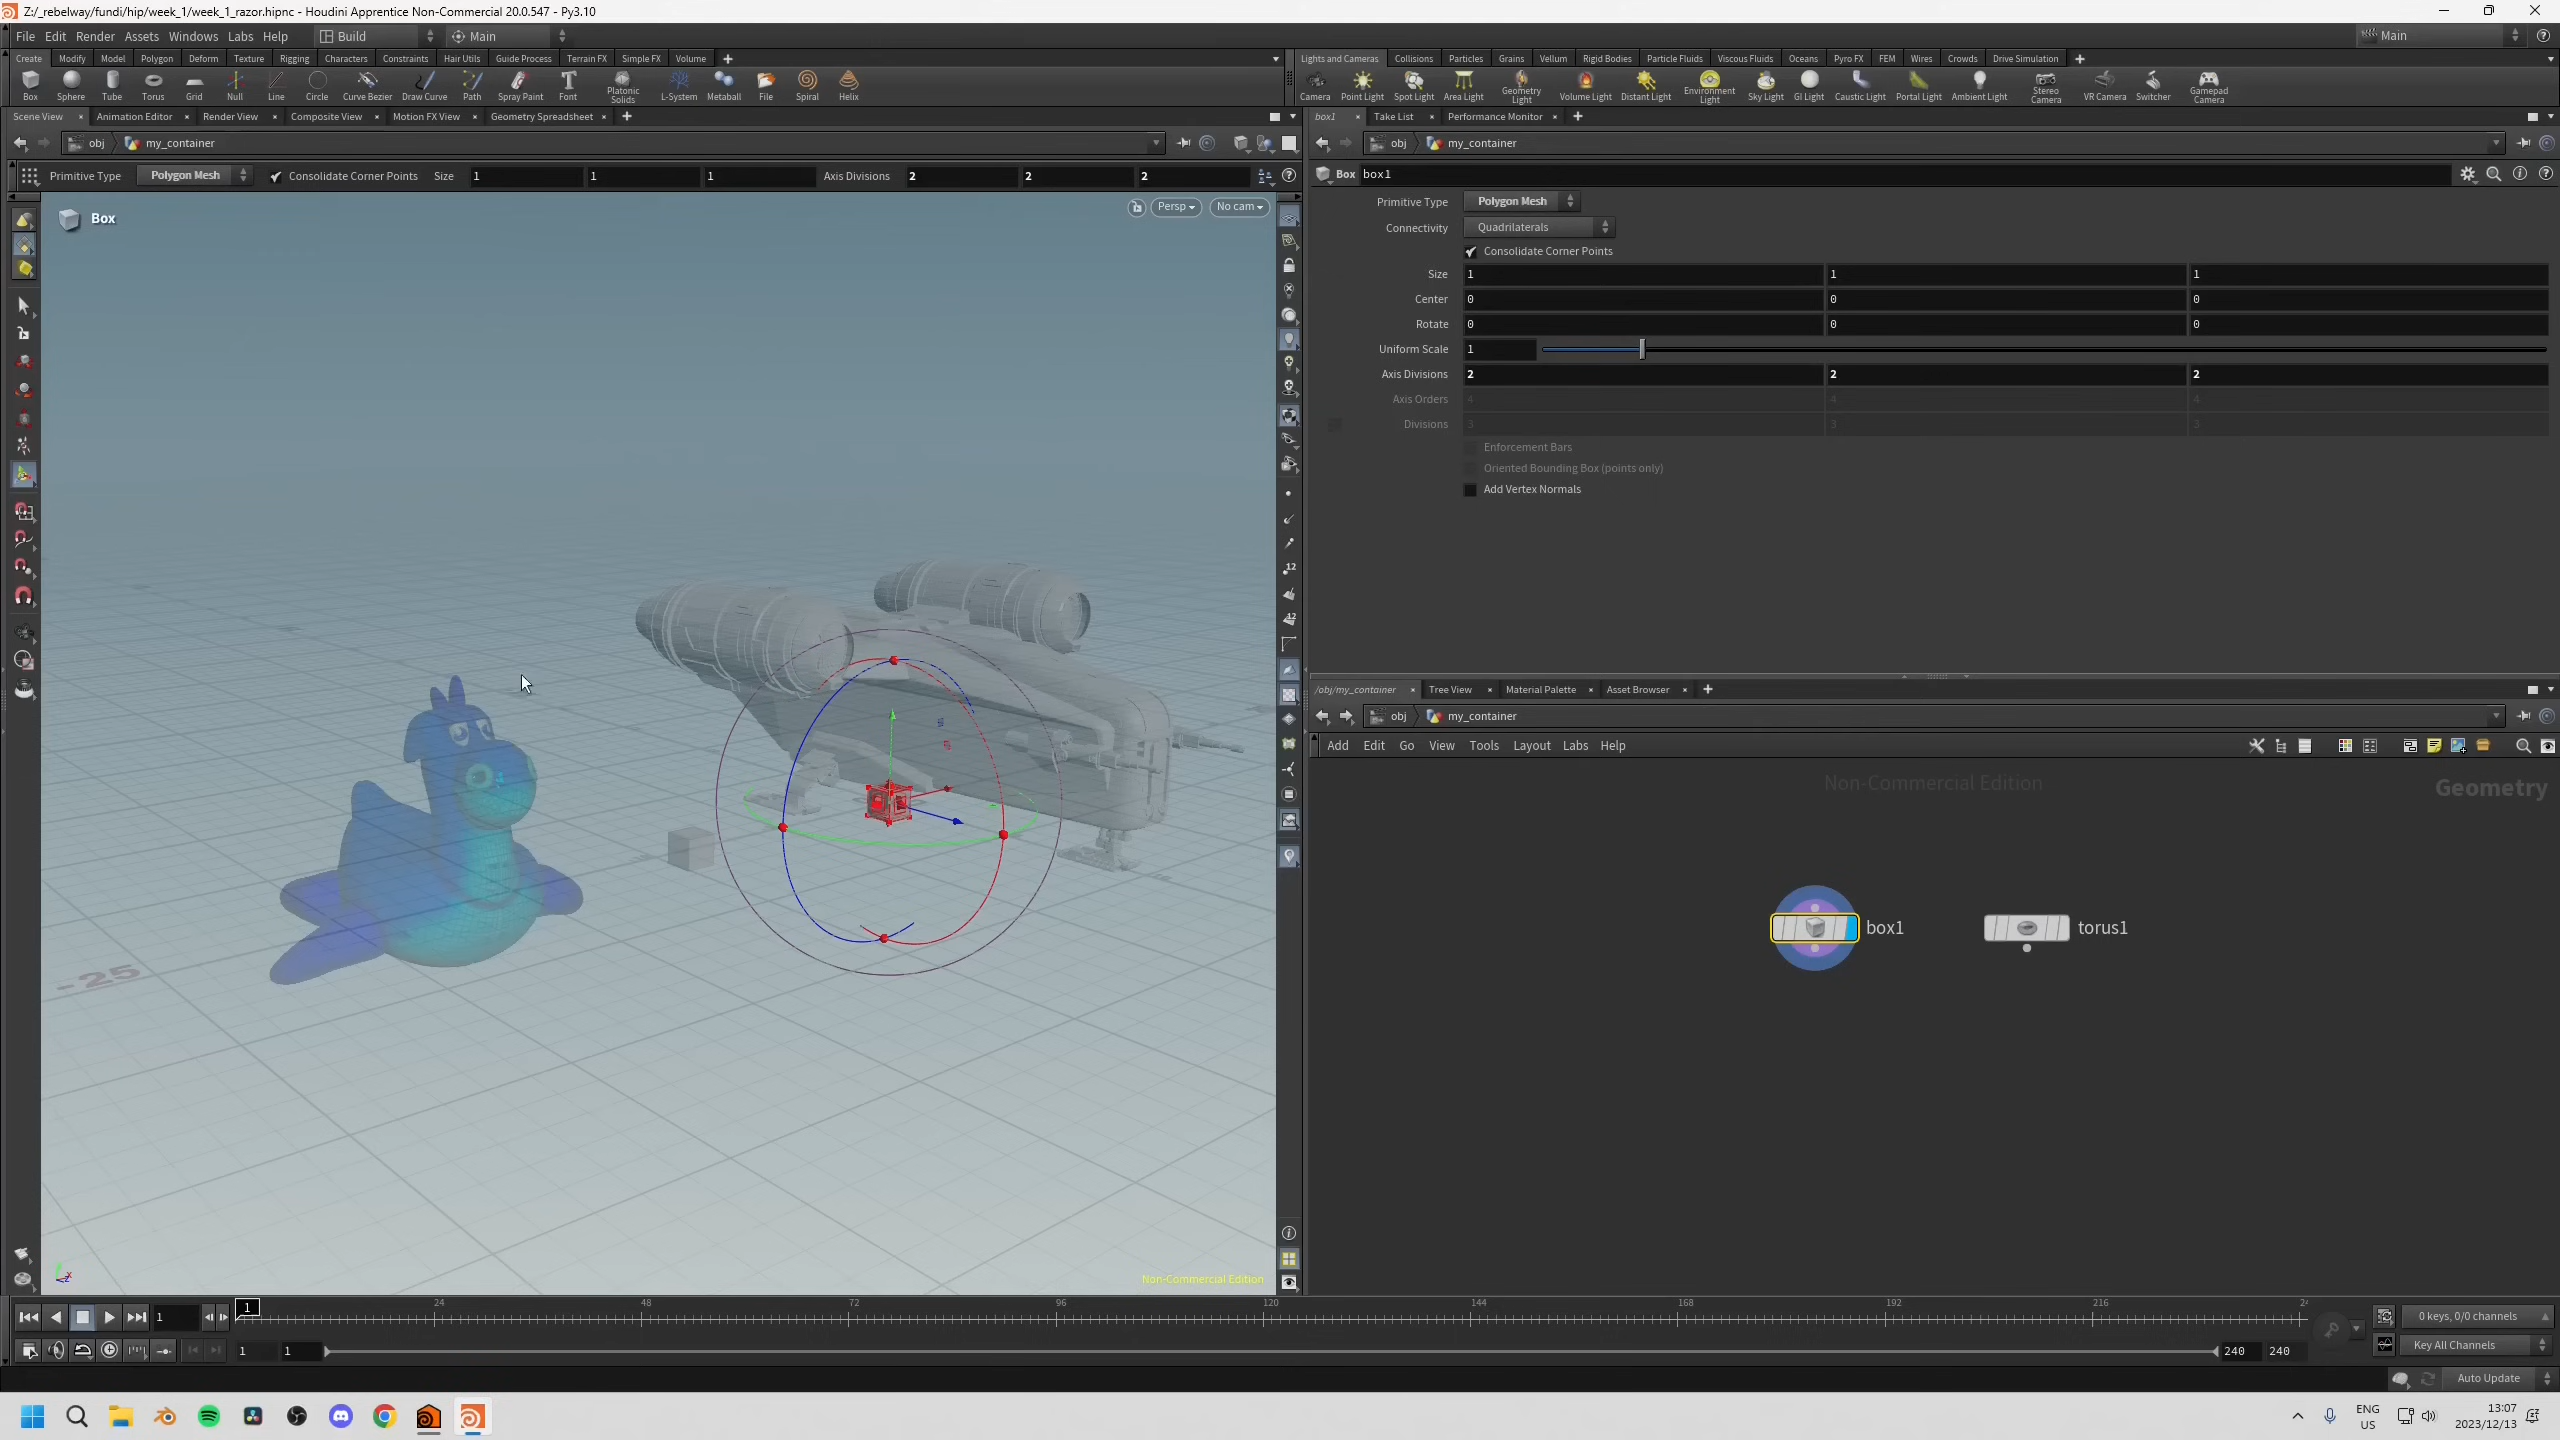 Z:/_rebelway/fundi/hip/week_1/week_1_razor.hipnc - Houdini Apprentice Non-Commercial 20.0.547 - Py3.10
File Edit Render Assets Windows Labs Help Build Main Main
Create Modify Model Polygon Deform Texture Rigging Characters Constraints Hair Utils Guide Process Terrain FX Simple FX Volume
Lights and Cameras Collisions Particles Grains Vellum Rigid Bodies Particle Fluids Viscous Fluids Oceans Pyro FX FEM Wires Crowds Drive Simulation
Box Sphere Tube Torus Grid Null Line Circle Curve Bezier Draw Curve Path Spray Paint Font Platonic Solids L-System Metaball File Spiral Helix
Camera Point Light Spot Light Area Light Geometry Light Volume Light Distant Light Environment Light Sky Light GI Light Caustic Light Portal Light Ambient Light Stereo Camera VR Camera Switcher Gamepad Camera
Scene View Animation Editor Render View Composite View Motion FX View Geometry Spreadsheet
box1 Take List Performance Monitor
obj my_container
obj my_container
Primitive Type Polygon Mesh Consolidate Corner Points Size 1 1 1 Axis Divisions 2 2 2
Box box1
Box
Persp No cam
Primitive Type Polygon Mesh
Connectivity Quadrilaterals
Consolidate Corner Points
Size 1 1 1
Center 0 0 0
Rotate 0 0 0
Uniform Scale 1
Axis Divisions 2 2 2
Axis Orders 4 4 4
Divisions 3 3 3
Enforcement Bars
Oriented Bounding Box (points only)
Add Vertex Normals
12
12
-25
/obj/my_container Tree View Material Palette Asset Browser
obj my_container
Add Edit Go View Tools Layout Labs Help
Non-Commercial Edition
Geometry
box1
torus1
Non-Commercial Edition
1 1 24 48 72 96 120 144 168 192 216
0 keys, 0/0 channels
1 1 240 240
Key All Channels
Auto Update
ENG
US
13:07
2023/12/13